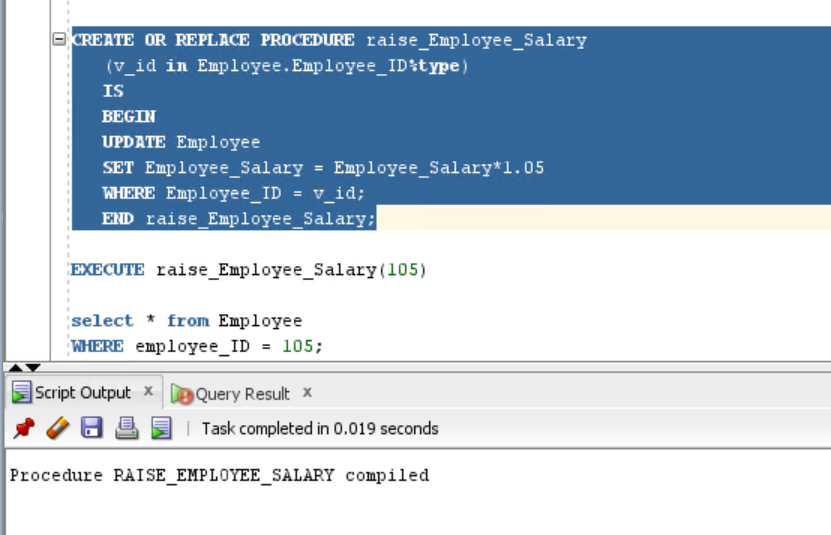 CREATE OR REPLACE PROCEDURE raise_Employee_Salary
(v_id in Employee.Employee_ID%type)
IS
BEGIN
UPDATE Employee
SET Employee_Salary = Employee_Salary*1.05
WHERE Employee_ID = v_id;
END raise_Employee_Salary;
EXECUTE raise_Employee_Salary(105)
select * from Employee
WHERE employee_ID = 105;
Script Output x Query Result x
Task completed in 0.019 seconds
Procedure RAISE_EMPLOYEE_SALARY compiled